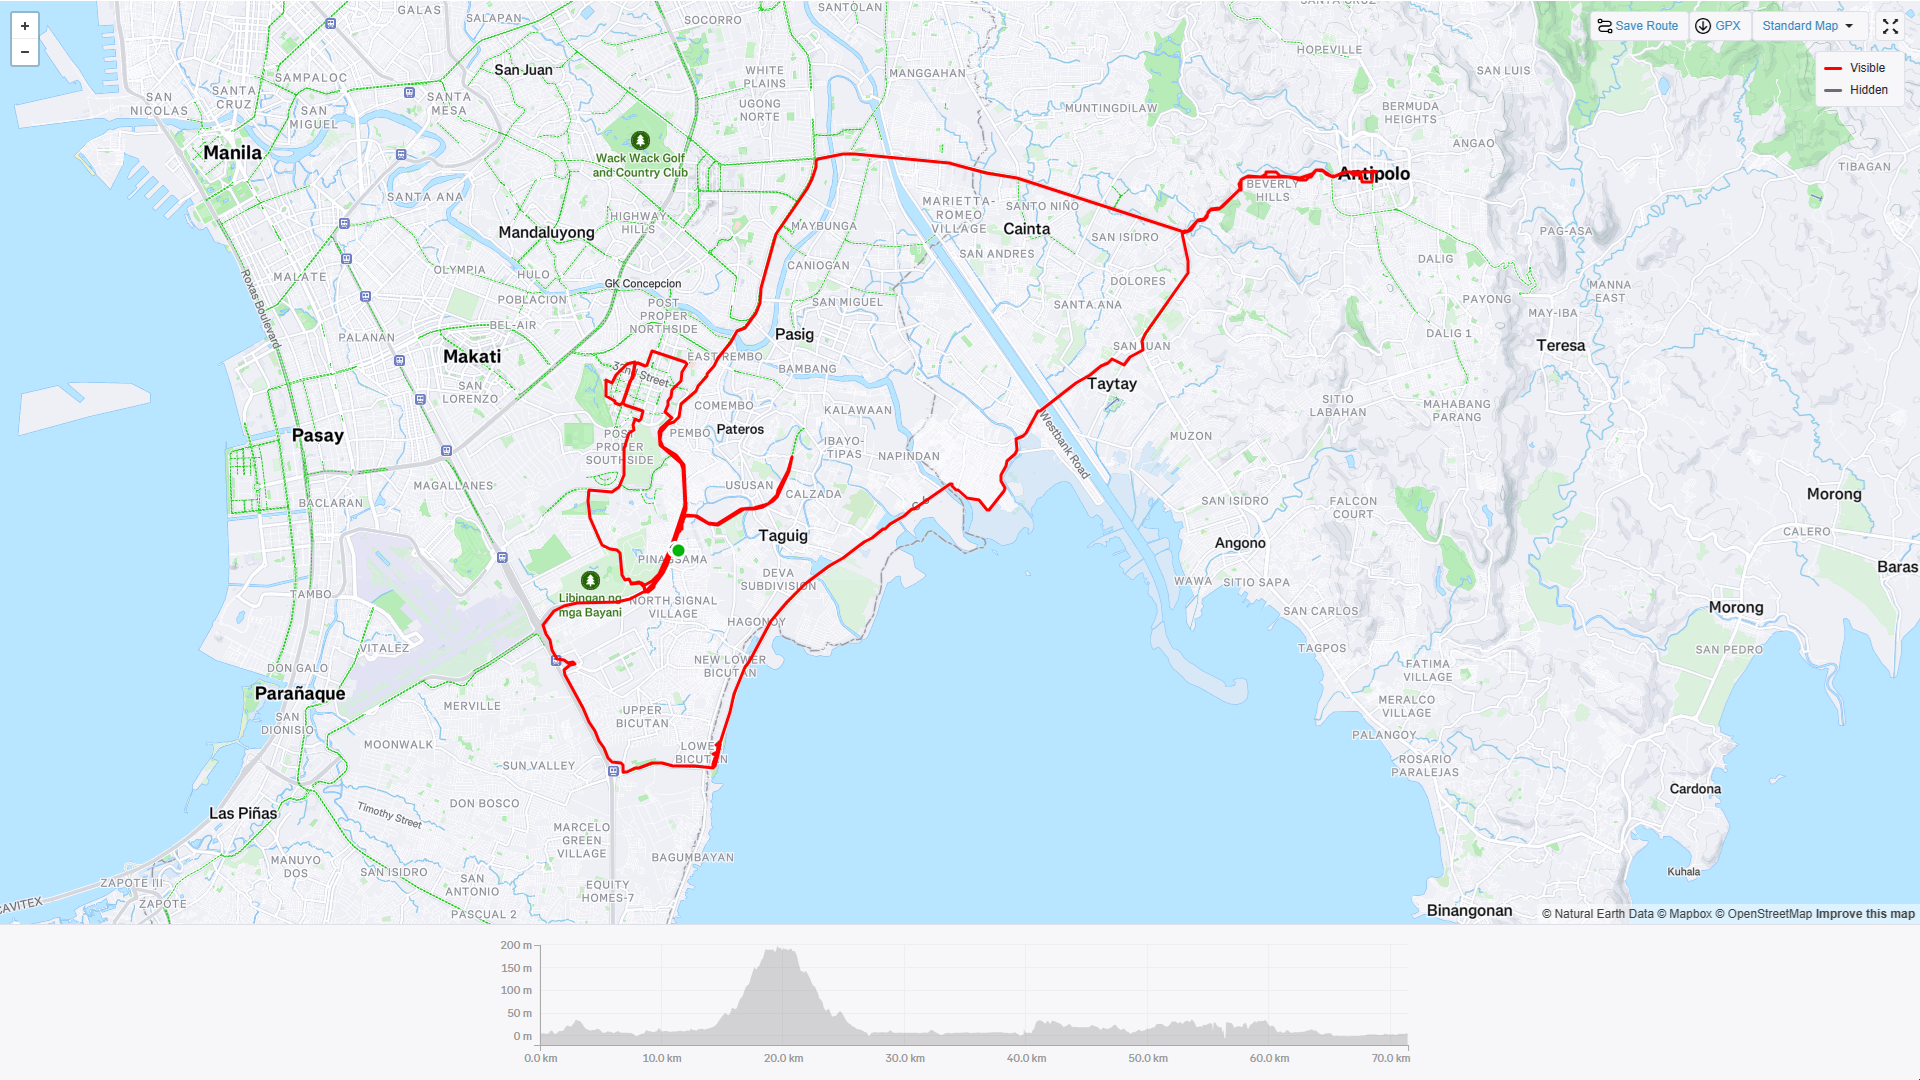 +
−
Save Route
GPX
Standard Map
Visible
Hidden
GALAS
SALAPAN
SOCORRO
SANTOLAN
SANTA CRUZ
HOPEVILLE
SAN LUIS
San Juan
WHITE
PLAINS
MANGGAHAN
SAMPALOC
SAN
NICOLAS
SANTA
CRUZ
SAN
MIGUEL
SANTA
MESA
UGONG
NORTE
MUNTINGDILAW
BERMUDA
HEIGHTS
ANGAO
TIBAGAN
Manila
Wack Wack Golf
and Country Club
Antipolo
BEVERLY
HILLS
SANTA ANA
HIGHWAY
HILLS
MARIETTA-
ROMEO
VILLAGE
SANTO NIÑO
Mandaluyong
MAYBUNGA
Cainta
SAN ISIDRO
PAG-ASA
SAN ANDRES
DALIG
MALATE
OLYMPIA
HULO
CANIOGAN
GK Concepcion
DOLORES
MANNA
EAST
Roxas Boulevard
POBLACION
POST
PROPER
NORTHSIDE
SAN MIGUEL
SANTA ANA
PAYONG
MAY-IBA
BEL-AIR
PALANAN
Pasig
DALIG 1
Makati
EAST REMBO
SAN JUAN
Teresa
32nd Street
BAMBANG
Taytay
SAN
LORENZO
COMEMBO
KALAWAAN
SITIO
LABAHAN
MAHABANG
PARANG
Pasay
POST
PROPER
SOUTHSIDE
PEMBO
Pateros
IBAYO-
TIPAS
NAPINDAN
Westbank Road
MUZON
MAGALLANES
USUSAN
CALZADA
BACLARAN
SAN ISIDRO
FALCON
COURT
Morong
C-6
Taguig
Angono
CALERO
PINAGSAMA
DEVA
SUBDIVISION
WAWA
SITIO SAPA
Baras
TAMBO
Libingan ng
mga Bayani
NORTH SIGNAL
VILLAGE
HAGONOY
SAN CARLOS
Morong
VITALEZ
TAGPOS
SAN PEDRO
DON GALO
NEW LOWER
BICUTAN
FATIMA
VILLAGE
Parañaque
MERVILLE
UPPER
BICUTAN
MERALCO
VILLAGE
SAN
DIONISIO
MOONWALK
LOWER
BICUTAN
PALANGOY
SUN VALLEY
ROSARIO
PARALEJAS
Cardona
DON BOSCO
Las Piñas
Timothy Street
MARCELO
GREEN
VILLAGE
MANUYO
DOS
SAN ISIDRO
BAGUMBAYAN
Kuhala
ZAPOTE III
SAN
ANTONIO
EQUITY
HOMES-7
CAVITEX
ZAPOTE
PASCUAL 2
Binangonan
© Natural Earth Data © Mapbox © OpenStreetMap Improve this map
200 m
150 m
100 m
50 m
0 m
0.0 km
10.0 km
20.0 km
30.0 km
40.0 km
50.0 km
60.0 km
70.0 km